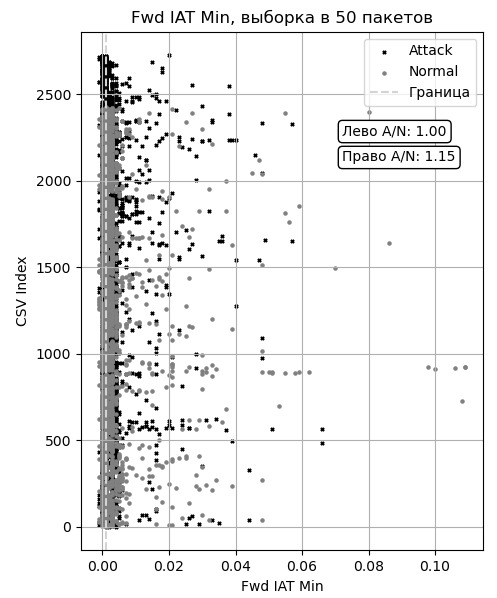 Fwd IAT Min, выборка в 50 пакетов
Attack
Normal
Граница
Лево A/N: 1.00
Право A/N: 1.15
2500
2000
1500
1000
500
0
CSV Index
0.00 0.02 0.04 0.06 0.08 0.10
Fwd IAT Min